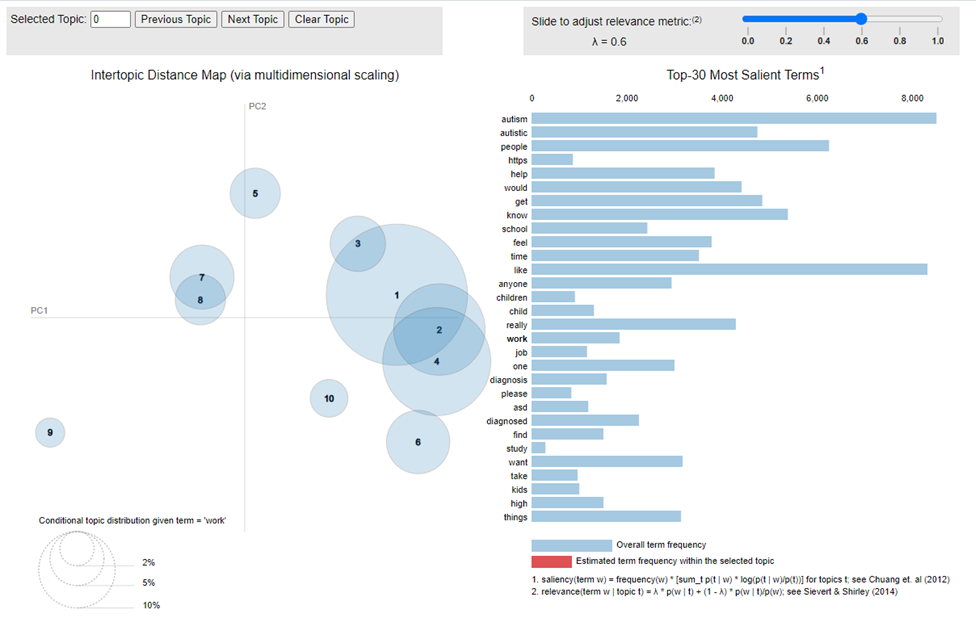 Selected Topic: 0 Previous Topic Next Topic Clear Topic
Slide to adjust relevance metric:(2)
λ = 0.6
0.0 0.2 0.4 0.6 0.8 1.0
Intertopic Distance Map (via multidimensional scaling)
PC2
PC1
5
3
7
1
8
2
4
10
6
9
Conditional topic distribution given term = 'work'
2%
5%
10%
Top-30 Most Salient Terms1
0 2,000 4,000 6,000 8,000
autism
autistic
people
https
help
would
get
know
school
feel
time
like
anyone
children
child
really
work
job
one
diagnosis
please
asd
diagnosed
find
study
want
take
kids
high
things
Overall term frequency
Estimated term frequency within the selected topic
1. saliency(term w) = frequency(w) * [sum_t p(t | w) * log(p(t | w)/p(t))] for topics t; see Chuang et. al (2012)
2. relevance(term w | topic t) = λ * p(w | t) + (1 - λ) * p(w | t)/p(w); see Sievert & Shirley (2014)